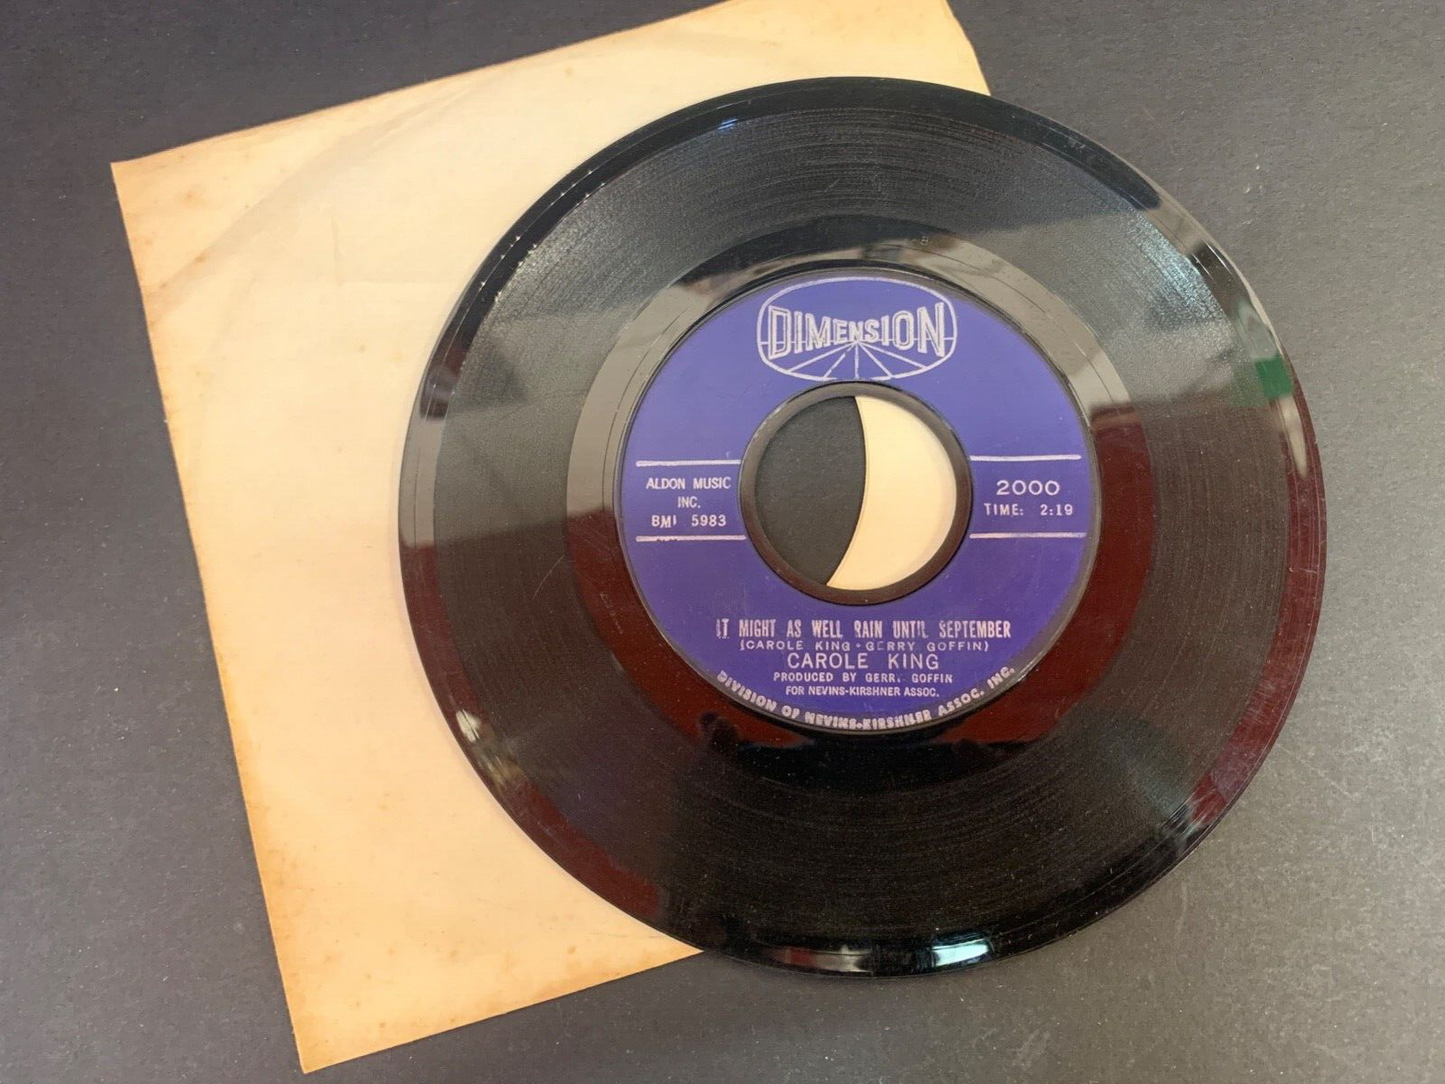 DIMENSION
ALDON MUSIC
INC.
BMI 5983
2000
TIME: 2:19
IT MIGHT AS WELL RAIN UNTIL SEPTEMBER
(CAROLE KING - GERRY GOFFIN)
CAROLE KING
PRODUCED BY GERRY GOFFIN
FOR NEVINS-KIRSHNER ASSOC.
DIVISION OF NEVINS-KIRSHNER ASSOC. INC.